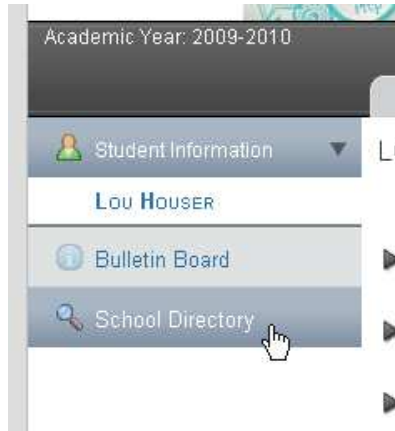 Academic Year: 2009-2010
Student Information
LOU HOUSER
Bulletin Board
School Directory